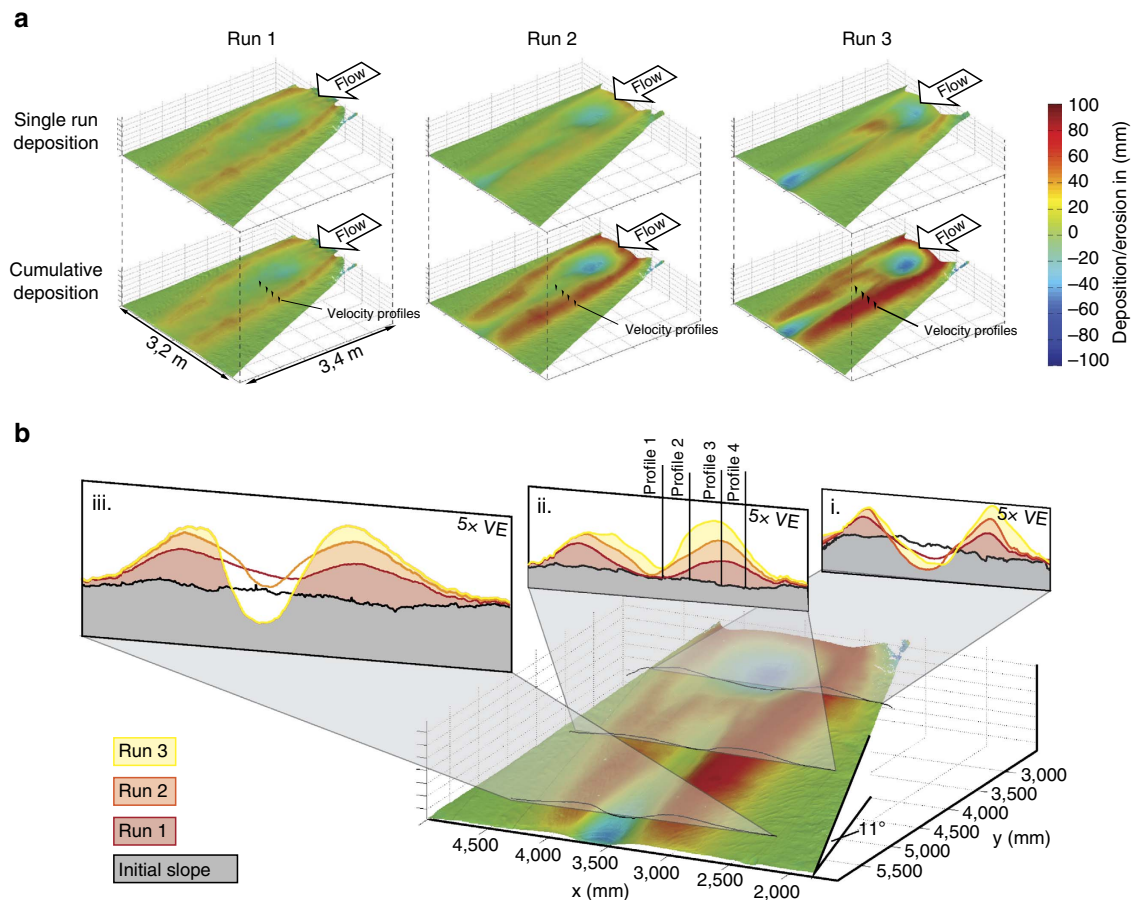 a
Run 1
Run 2
Run 3
Flow
Flow
Flow
Single run
deposition
Flow
Flow
Flow
Cumulative
deposition
Velocity profiles
Velocity profiles
Velocity profiles
3,2 m
3,4 m
100
80
60
40
20
0
−20
−40
−60
−80
−100
Deposition/erosion in (mm)
b
iii.
5× VE
Profile 1
Profile 2
Profile 3
Profile 4
ii.
5× VE
i.
5× VE
Run 3
Run 2
Run 1
Initial slope
4,500
4,000
3,500
3,000
2,500
2,000
x (mm)
11°
3,000
3,500
4,000
4,500
5,000
5,500
y (mm)